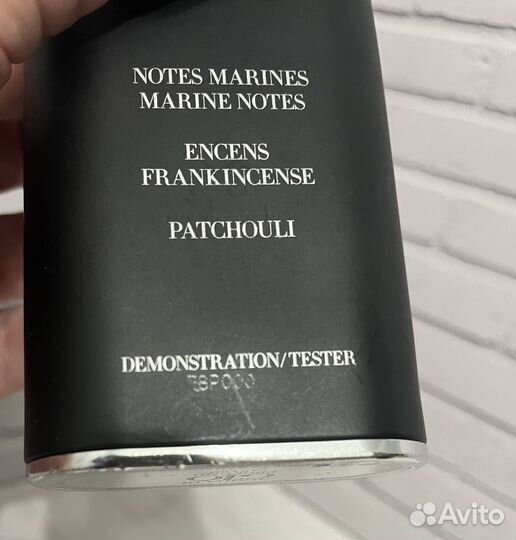 NOTES MARINES
MARINE NOTES
ENCENS
FRANKINCENSE
PATCHOULI
DEMONSTRATION/TESTER
Avito